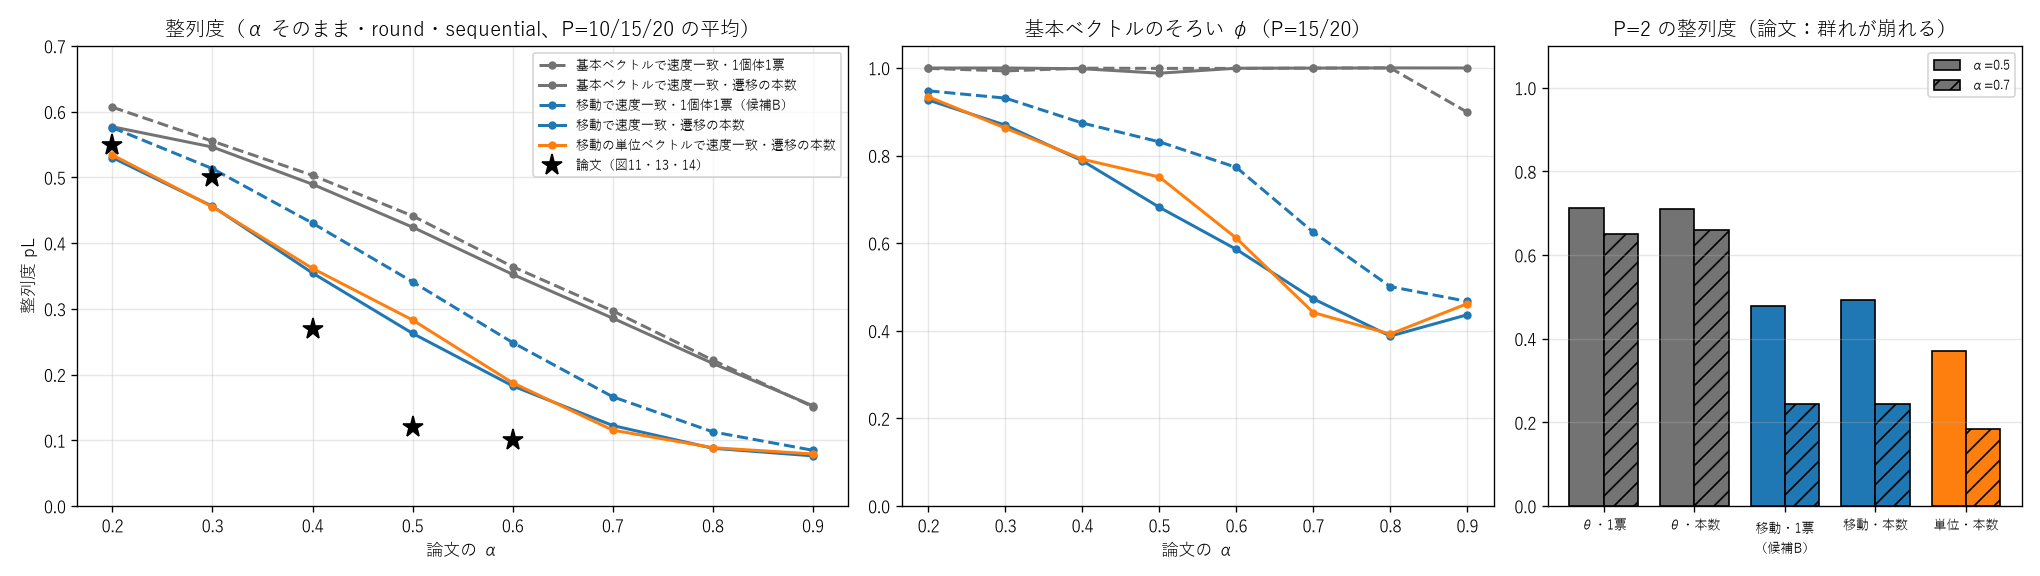 整列度（α そのまま・round・sequential、P=10/15/20 の平均）
0.7
0.6
0.5
0.4
0.3
0.2
0.1
0.0
整列度 pL
0.2 0.3 0.4 0.5 0.6 0.7 0.8 0.9
論文の α
基本ベクトルで速度一致・1個体1票
基本ベクトルで速度一致・遷移の本数
移動で速度一致・1個体1票（候補B）
移動で速度一致・遷移の本数
移動の単位ベクトルで速度一致・遷移の本数
論文（図11・13・14）
基本ベクトルのそろい φ（P=15/20）
1.0
0.8
0.6
0.4
0.2
0.0
0.2 0.3 0.4 0.5 0.6 0.7 0.8 0.9
論文の α
P=2 の整列度（論文：群れが崩れる）
1.0
0.8
0.6
0.4
0.2
0.0
α=0.5
α=0.7
θ・1票
θ・本数
移動・1票
（候補B）
移動・本数
単位・本数